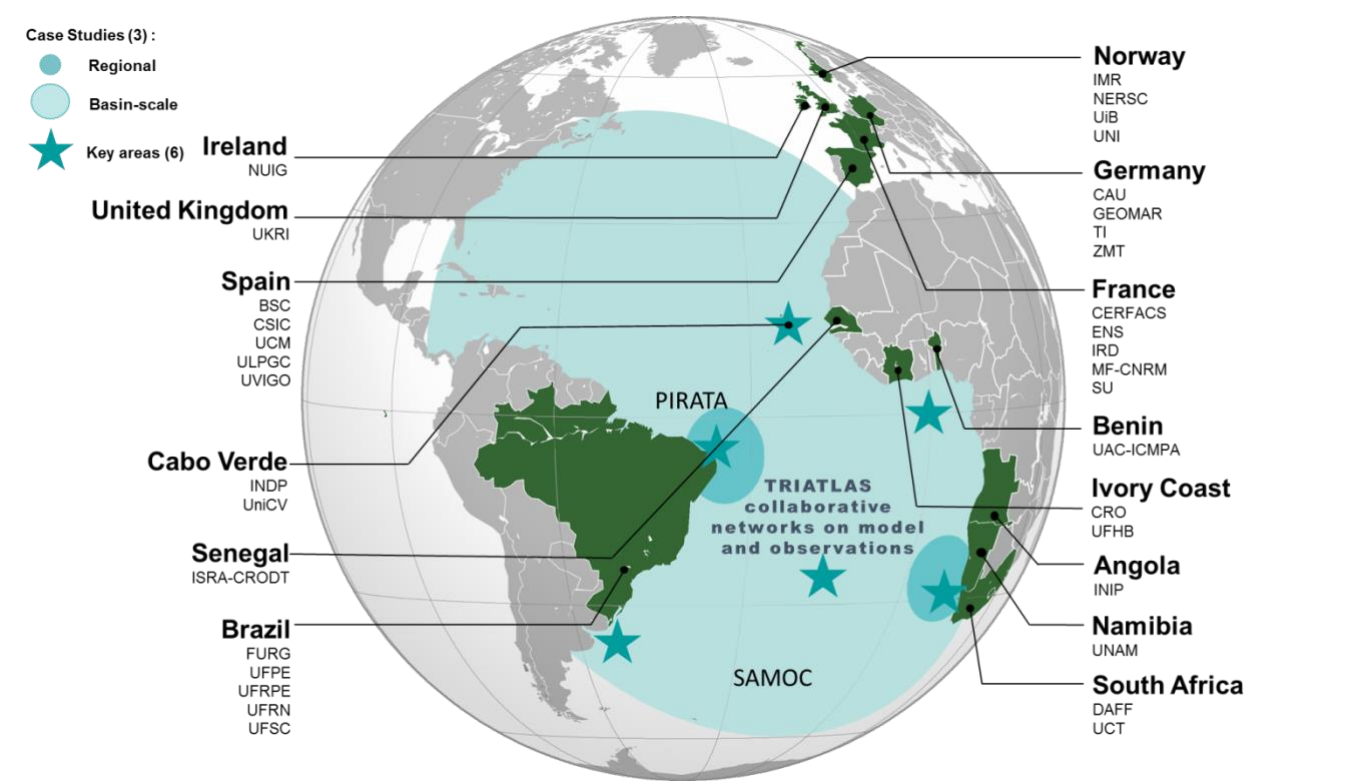 Case Studies (3) :
Regional
Basin-scale
Key areas (6)
Ireland
NUIG
United Kingdom
UKRI
Spain
BSC
CSIC
UCM
ULPGC
UVIGO
Cabo Verde
INDP
UniCV
Senegal
ISRA-CRODT
Brazil
FURG
UFPE
UFRPE
UFRN
UFSC
PIRATA
TRIATLAS
collaborative
networks on model
and observations
SAMOC
Norway
IMR
NERSC
UiB
UNI
Germany
CAU
GEOMAR
TI
ZMT
France
CERFACS
ENS
IRD
MF-CNRM
SU
Benin
UAC-ICMPA
Ivory Coast
CRO
UFHB
Angola
INIP
Namibia
UNAM
South Africa
DAFF
UCT